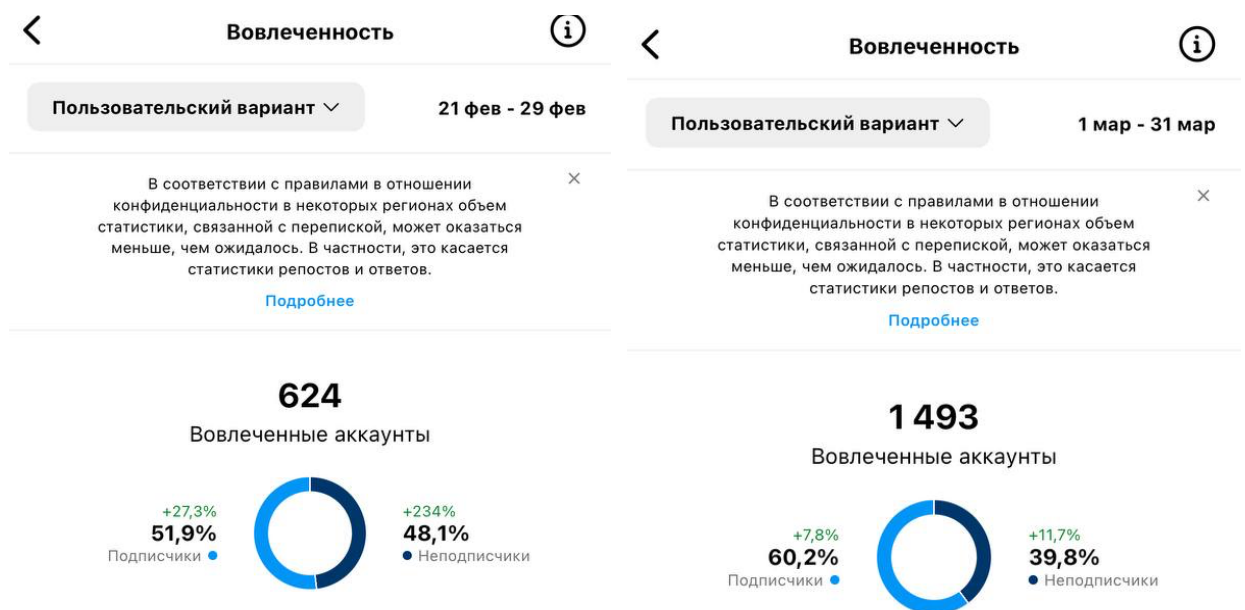 Вовлеченность
Пользовательский вариант
21 фев - 29 фев
В соответствии с правилами в отношении
конфиденциальности в некоторых регионах объем
статистики, связанной с перепиской, может оказаться
меньше, чем ожидалось. В частности, это касается
статистики репостов и ответов.
Подробнее
624
Вовлеченные аккаунты
+27,3%
51,9%
Подписчики
+234%
48,1%
Неподписчики
Вовлеченность
Пользовательский вариант
1 мар - 31 мар
В соответствии с правилами в отношении
конфиденциальности в некоторых регионах объем
статистики, связанной с перепиской, может оказаться
меньше, чем ожидалось. В частности, это касается
статистики репостов и ответов.
Подробнее
1 493
Вовлеченные аккаунты
+7,8%
60,2%
Подписчики
+11,7%
39,8%
Неподписчики